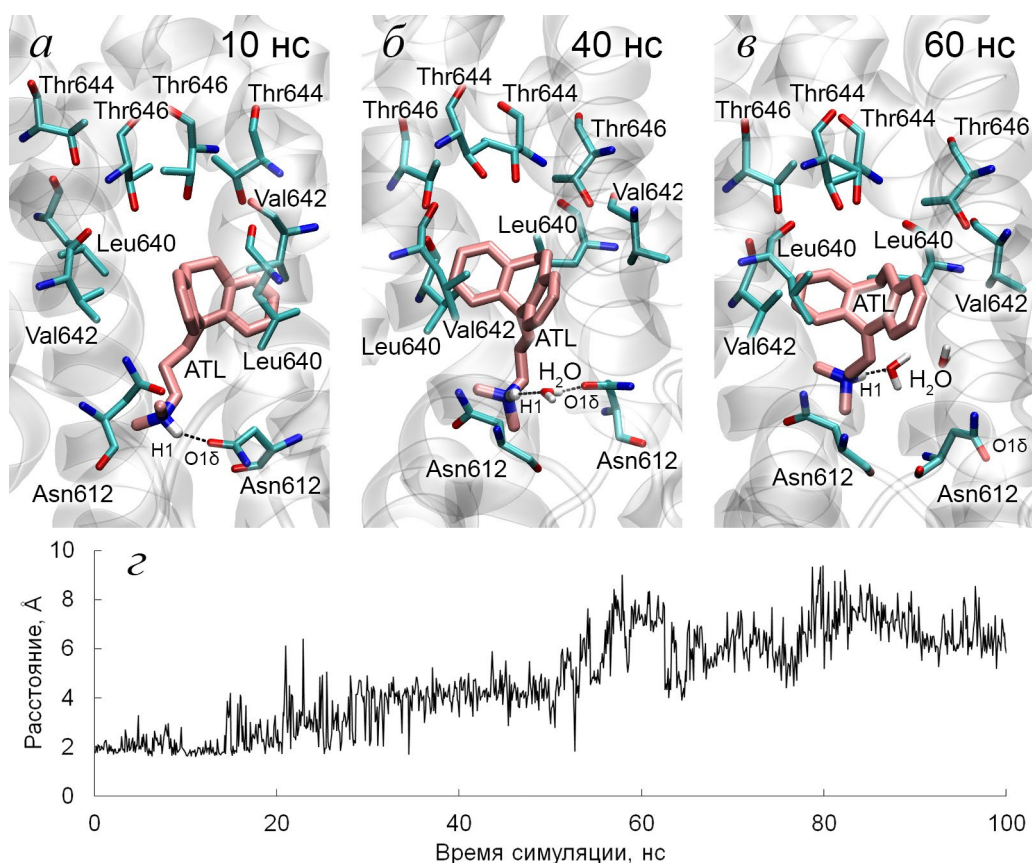 а
10 нс
Thr646
Thr644
Thr644
Thr646
Val642
Leu640
Val642
ATL
Leu640
H1
O1δ
Asn612
Asn612
б
40 нс
Thr644
Thr644
Thr646
Thr646
Val642
Leu640
Val642
Leu640
ATL
H₂O
H1
O1δ
Asn612
Asn612
в
60 нс
Thr644
Thr646
Thr646
Leu640
Leu640
ATL
Val642
Val642
H₂O
H1
O1δ
Asn612
Asn612
г
Расстояние, Å
10
8
6
4
2
0
0
20
40
60
80
100
Время симуляции, нс